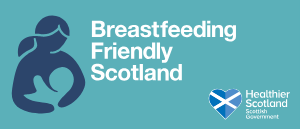 Breastfeeding
Friendly
Scotland
Healthier
Scotland
Scottish
Government